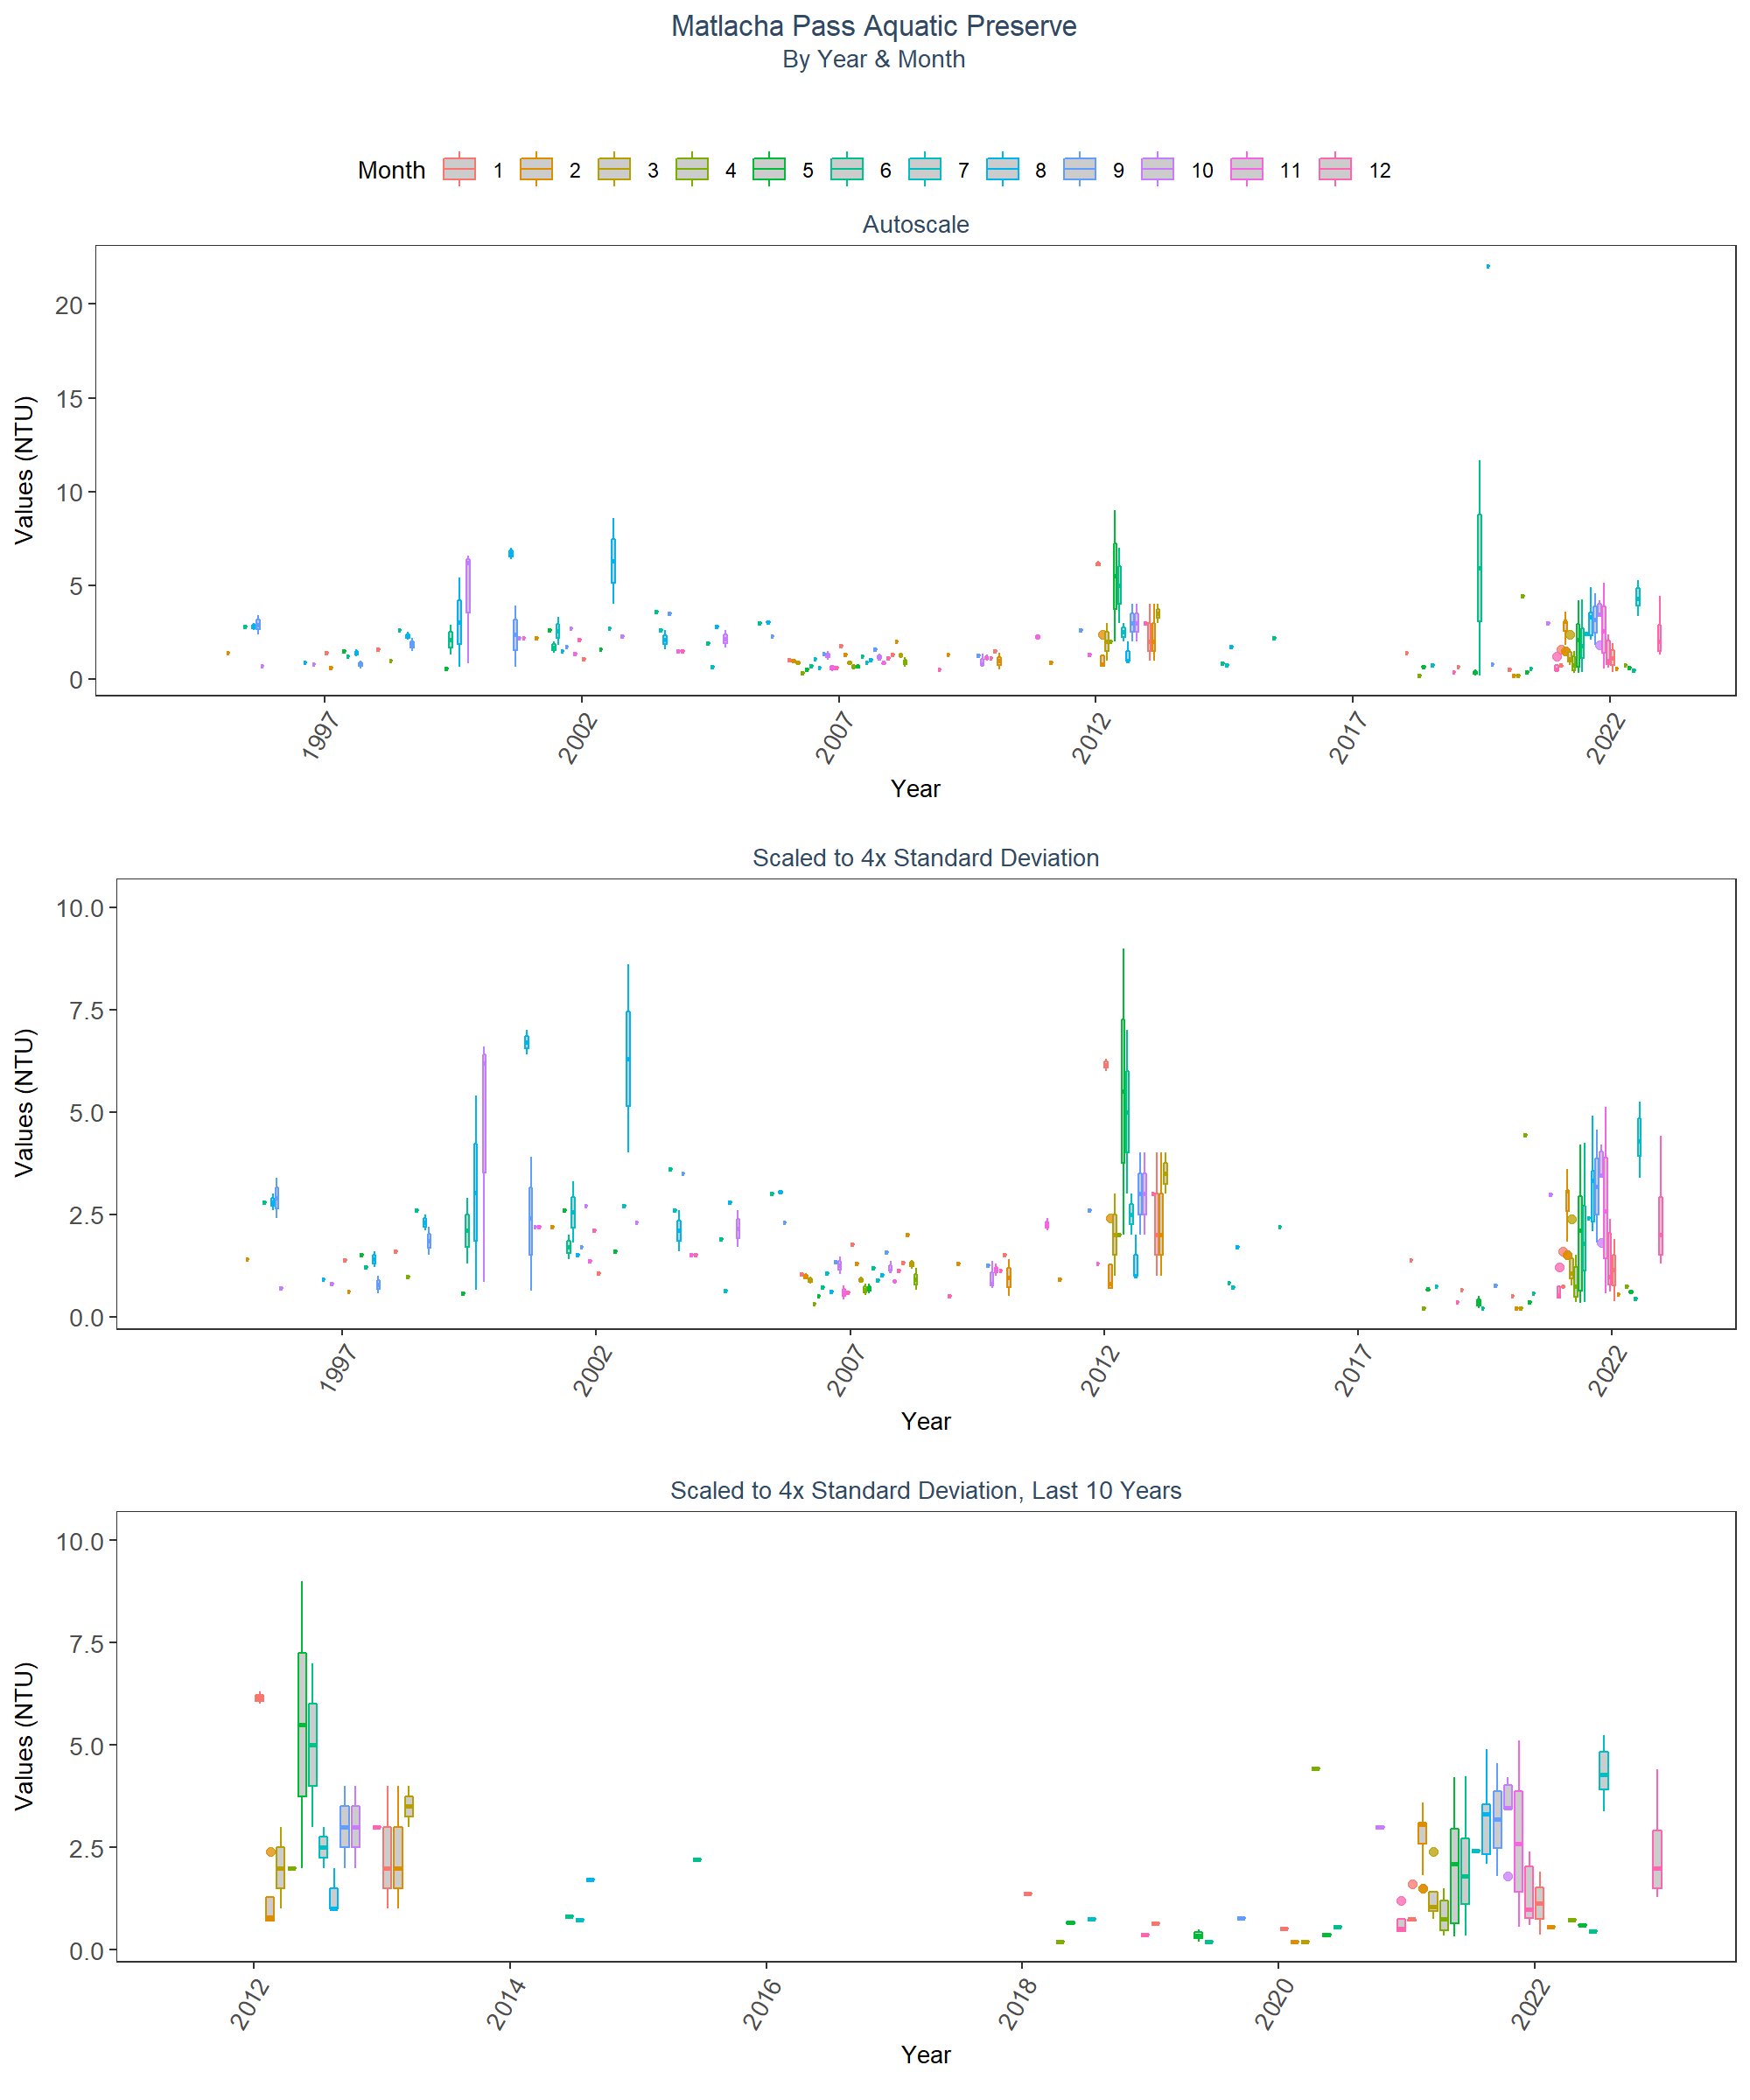 Matlacha Pass Aquatic Preserve
By Year & Month
Month 1 2 3 4 5 6 7 8 9 10 11 12
Autoscale
Values (NTU)
20
15
10
5
0
1997 2002 2007 2012 2017 2022
Year
Scaled to 4x Standard Deviation
Values (NTU)
10.0
7.5
5.0
2.5
0.0
1997 2002 2007 2012 2017 2022
Year
Scaled to 4x Standard Deviation, Last 10 Years
Values (NTU)
10.0
7.5
5.0
2.5
0.0
2012 2014 2016 2018 2020 2022
Year